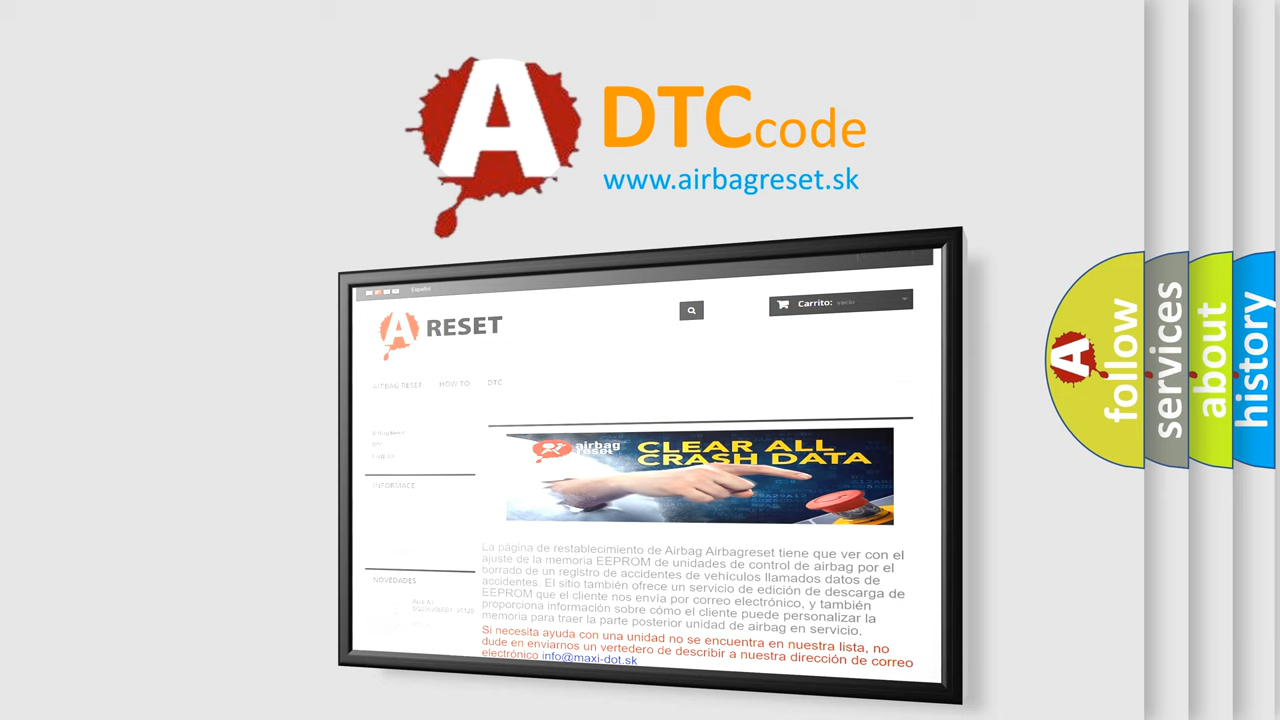 A
DTC code
www.airbagreset.sk
Español
A RESET
Carrito: vacío
AIRBAG RESET HOW TO DTC
INFORMACE
NOVEDADES
airbag
reset
CLEAR ALL
CRASH DATA
La página de restablecimiento de Airbag Airbagreset tiene que ver con el
ajuste de la memoria EEPROM de unidades de control de airbag por el
borrado de un registro de accidentes de vehículos llamados datos de
accidentes. El sitio también ofrece un servicio de edición de descarga de
EEPROM que el cliente nos envía por correo electrónico, y también
proporciona información sobre cómo el cliente puede personalizar la
memoria para traer la parte posterior unidad de airbag en servicio.
Si necesita ayuda con una unidad no se encuentra en nuestra lista, no
dude en enviarnos un vertedero de describir a nuestra dirección de correo
electrónico info@maxi-dot.sk
A
follow
services
about
history